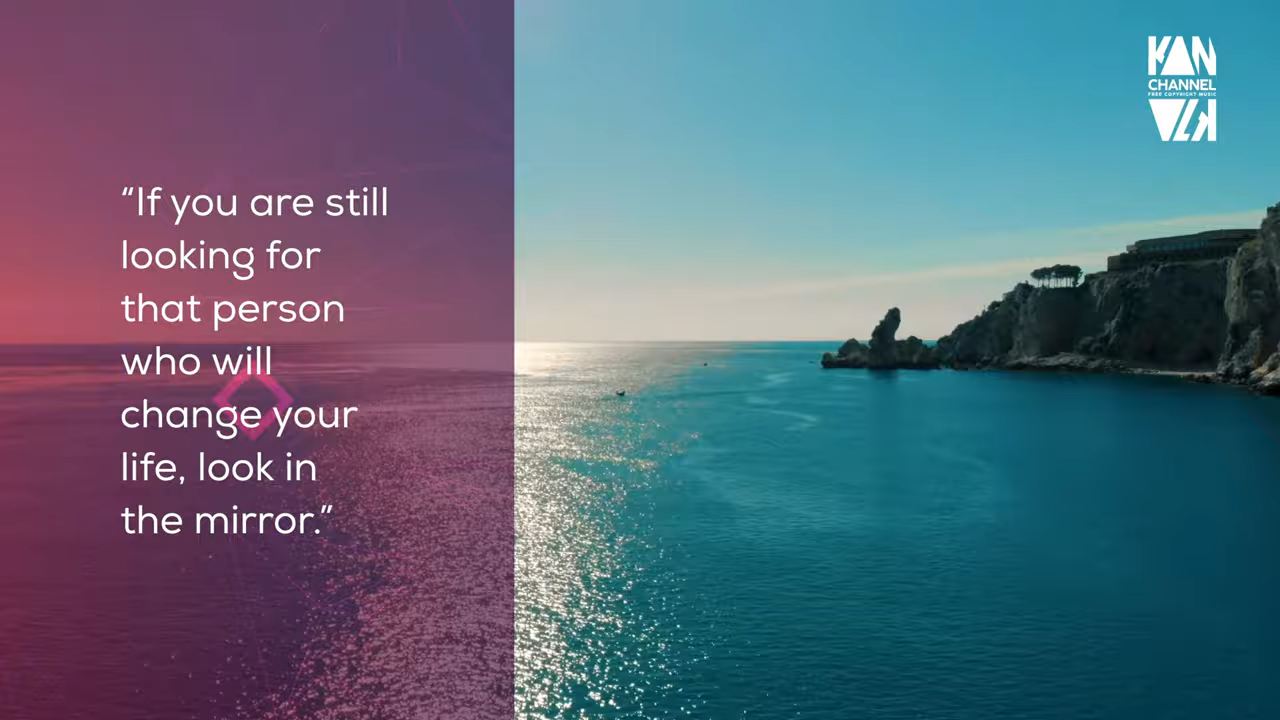 “If you are still
looking for
that person
who will
change your
life, look in
the mirror.”
KAN
CHANNEL
FREE COPYRIGHT MUSIC